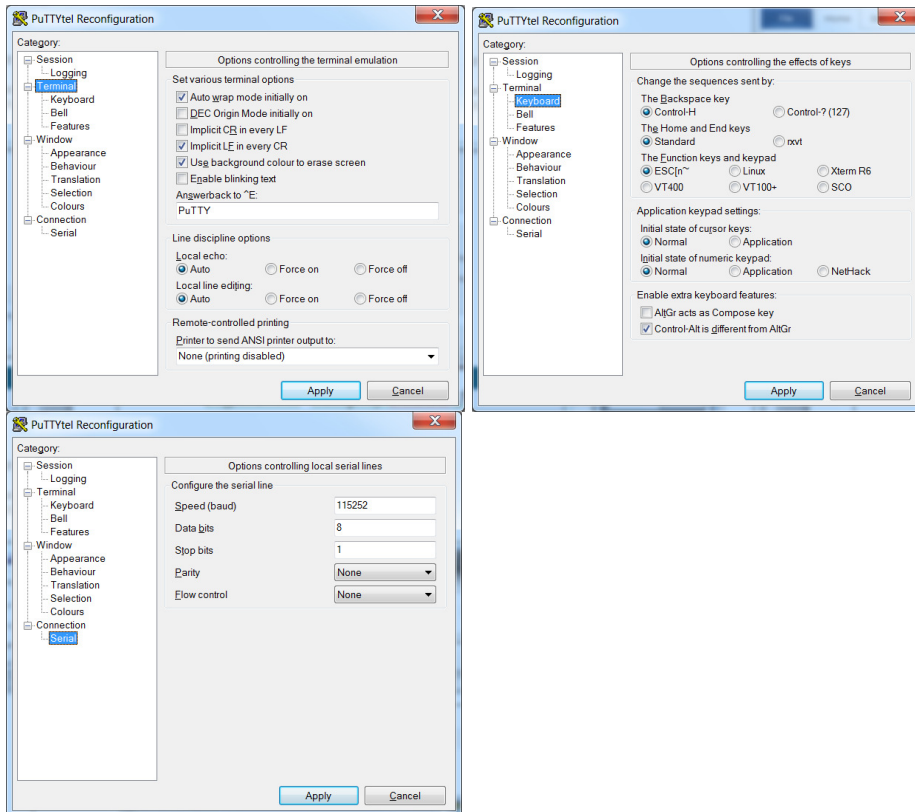 PuTTYtel Reconfiguration
Category:
Session
Logging
Terminal
Keyboard
Bell
Features
Window
Appearance
Behaviour
Translation
Selection
Colours
Connection
Serial
Options controlling the terminal emulation
Set various terminal options
Auto wrap mode initially on
DEC Origin Mode initially on
Implicit CR in every LF
Implicit LF in every CR
Use background colour to erase screen
Enable blinking text
Answerback to ^E:
PuTTY
Line discipline options
Local echo:
Auto Force on Force off
Local line editing:
Auto Force on Force off
Remote-controlled printing
Printer to send ANSI printer output to:
None (printing disabled)
Apply Cancel
PuTTYtel Reconfiguration
Category:
Session
Logging
Terminal
Keyboard
Bell
Features
Window
Appearance
Behaviour
Translation
Selection
Colours
Connection
Serial
Options controlling the effects of keys
Change the sequences sent by:
The Backspace key
Control-H Control-? (127)
The Home and End keys
Standard rxvt
The Function keys and keypad
ESC[n~ Linux Xterm R6
VT400 VT100+ SCO
Application keypad settings:
Initial state of cursor keys:
Normal Application
Initial state of numeric keypad:
Normal Application NetHack
Enable extra keyboard features:
AltGr acts as Compose key
Control-Alt is different from AltGr
Apply Cancel
PuTTYtel Reconfiguration
Category:
Session
Logging
Terminal
Keyboard
Bell
Features
Window
Appearance
Behaviour
Translation
Selection
Colours
Connection
Serial
Options controlling local serial lines
Configure the serial line
Speed (baud) 115252
Data bits 8
Stop bits 1
Parity None
Flow control None
Apply Cancel